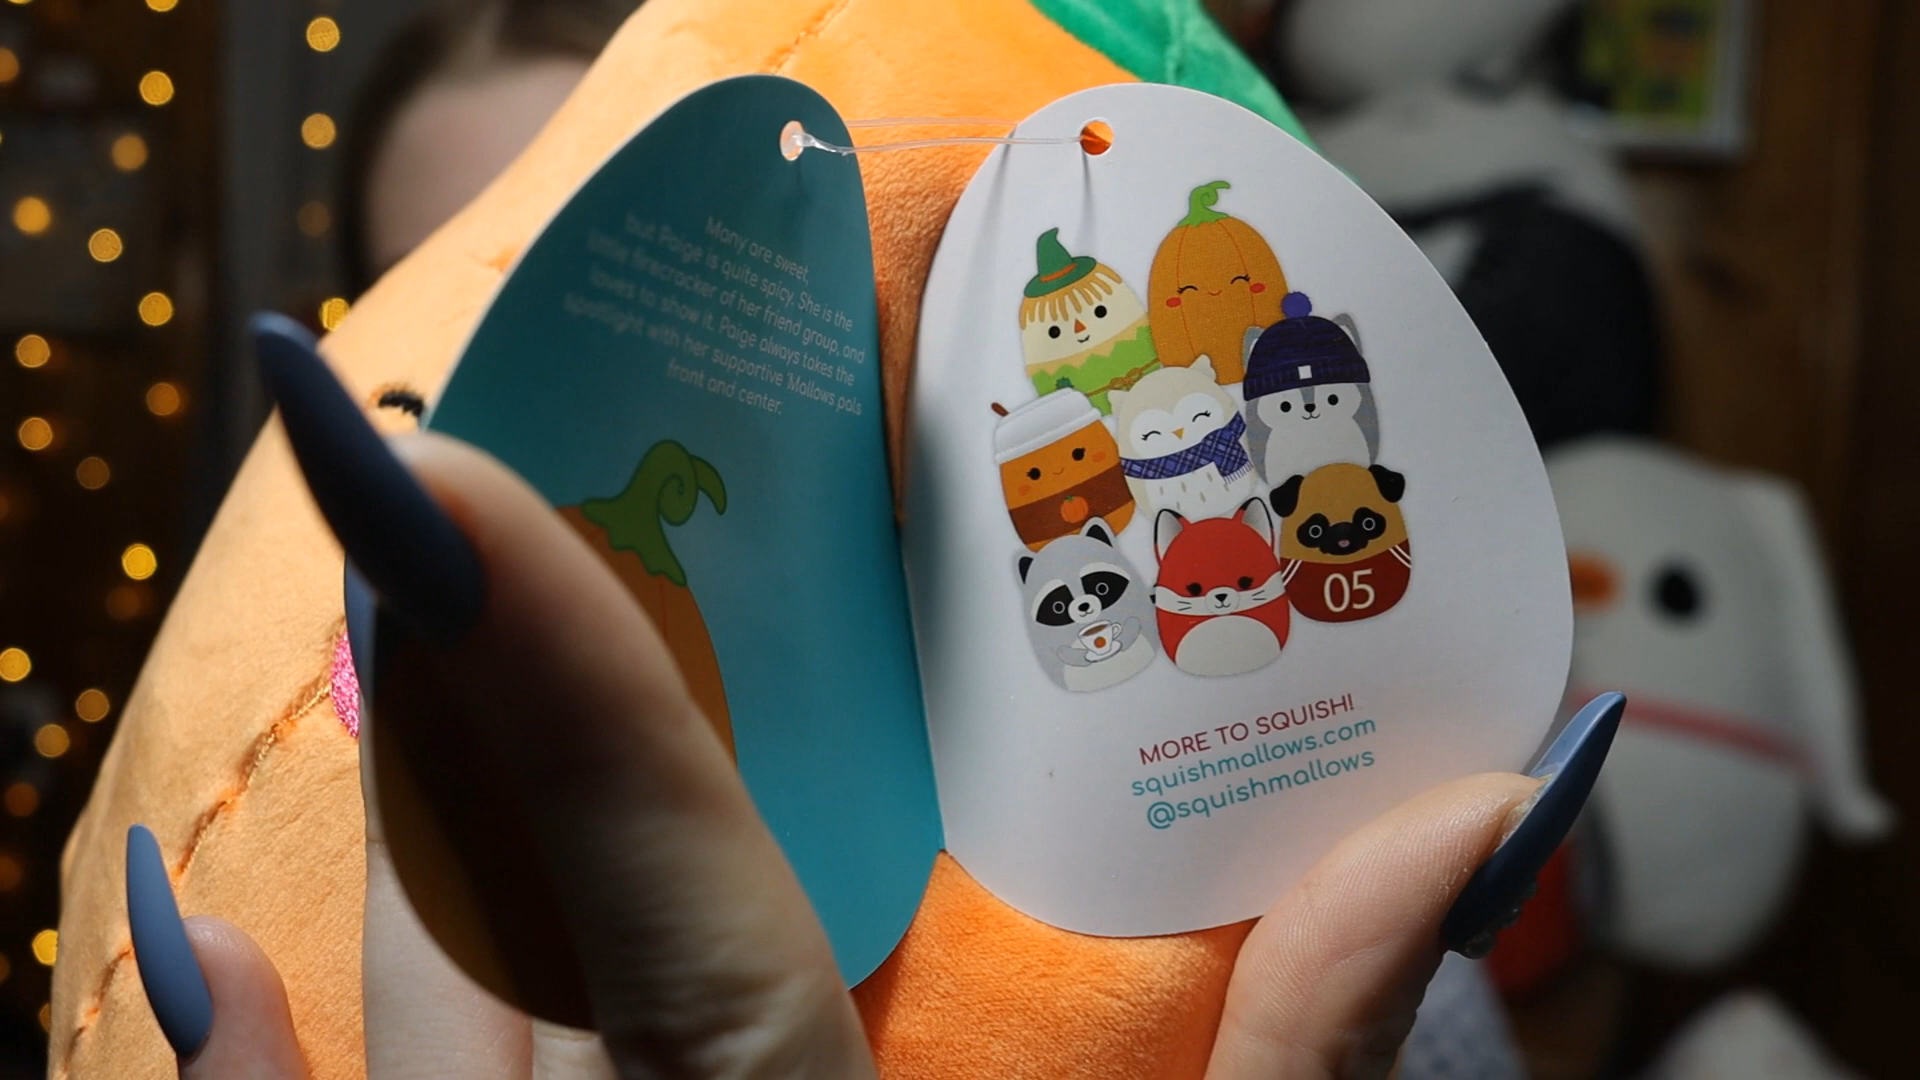 Many are sweet,
but Paige is quite spicy. She is the
little firecracker of her friend group, and
loves to show it. Paige always takes the
spotlight with her supportive 'Mallows pals
front and center.
05
MORE TO SQUISH!
squishmallows.com
@squishmallows